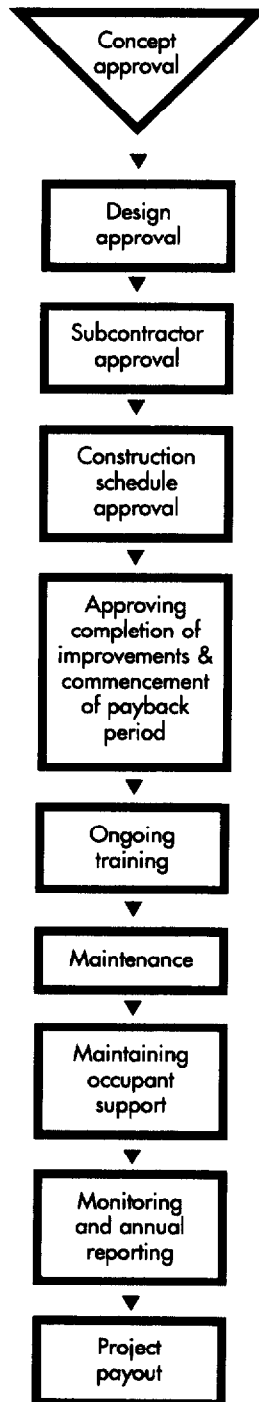 Concept
approval
Design
approval
Subcontractor
approval
Construction
schedule
approval
Approving
completion of
improvements &
commencement
of payback
period
Ongoing
training
Maintenance
Maintaining
occupant
support
Monitoring
and annual
reporting
Project
payout